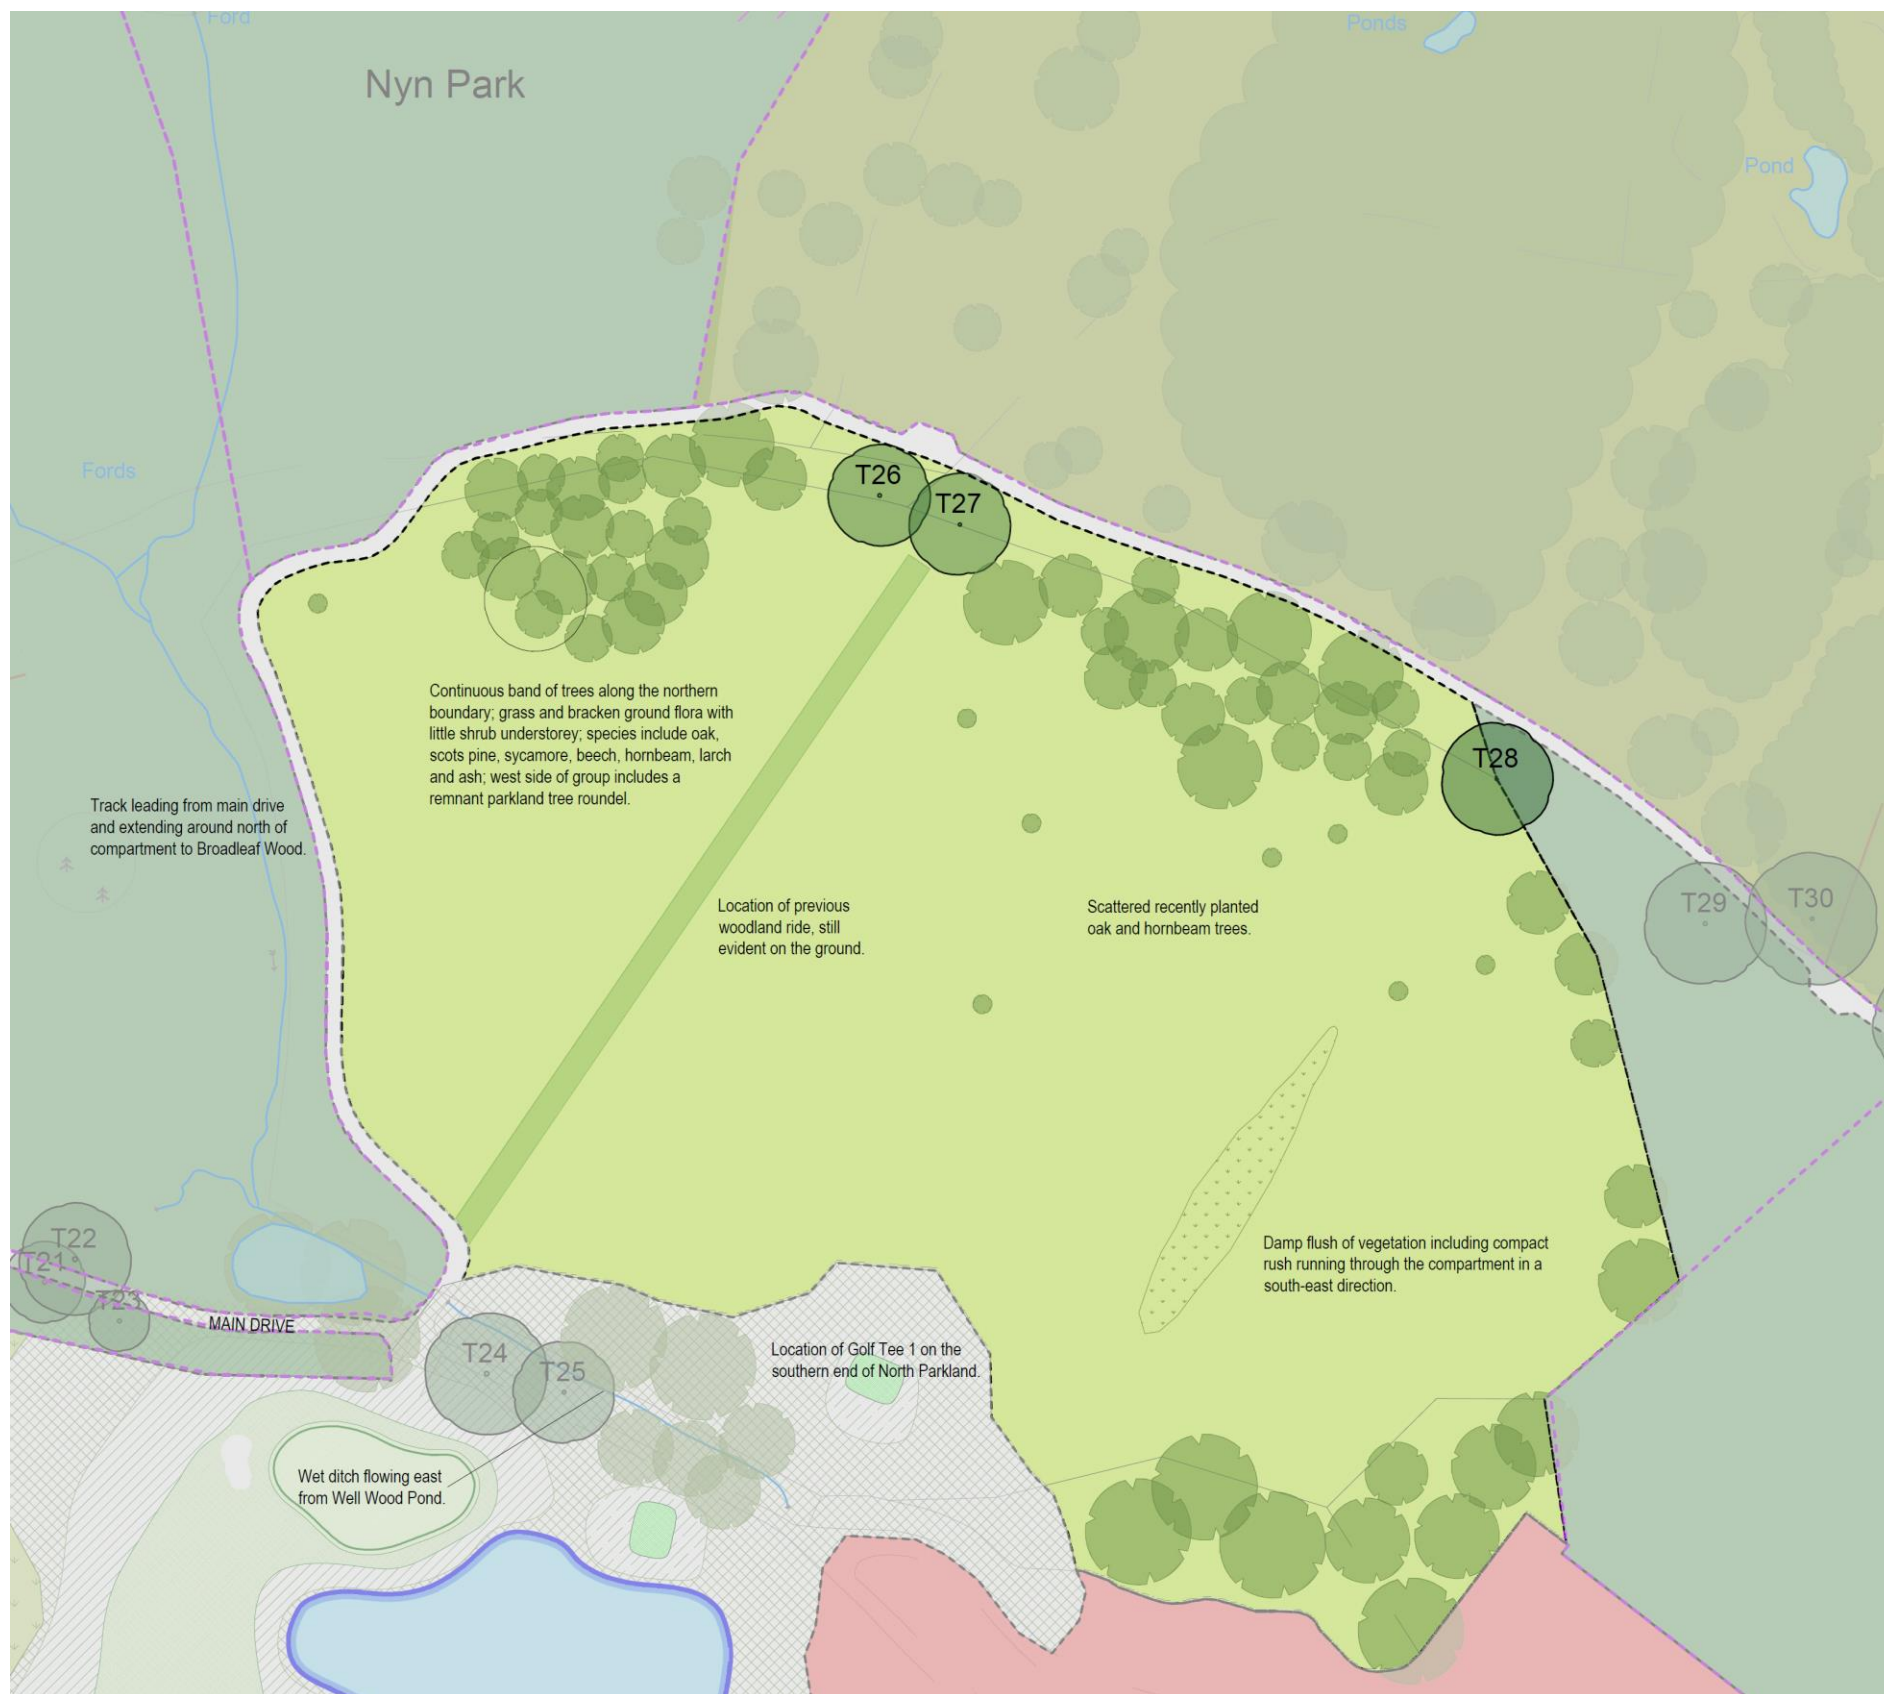 Ford
Ponds
Nyn Park
Pond
Fords
T26
T27
Continuous band of trees along the northern
boundary; grass and bracken ground flora with
little shrub understorey; species include oak,
scots pine, sycamore, beech, hornbeam, larch
and ash; west side of group includes a
remnant parkland tree roundel.
T28
Track leading from main drive
and extending around north of
compartment to Broadleaf Wood.
Location of previous
woodland ride, still
evident on the ground.
Scattered recently planted
oak and hornbeam trees.
T29
T30
T22
T21
T23
MAIN DRIVE
Damp flush of vegetation including compact
rush running through the compartment in a
south-east direction.
T24
T25
Location of Golf Tee 1 on the
southern end of North Parkland.
Wet ditch flowing east
from Well Wood Pond.